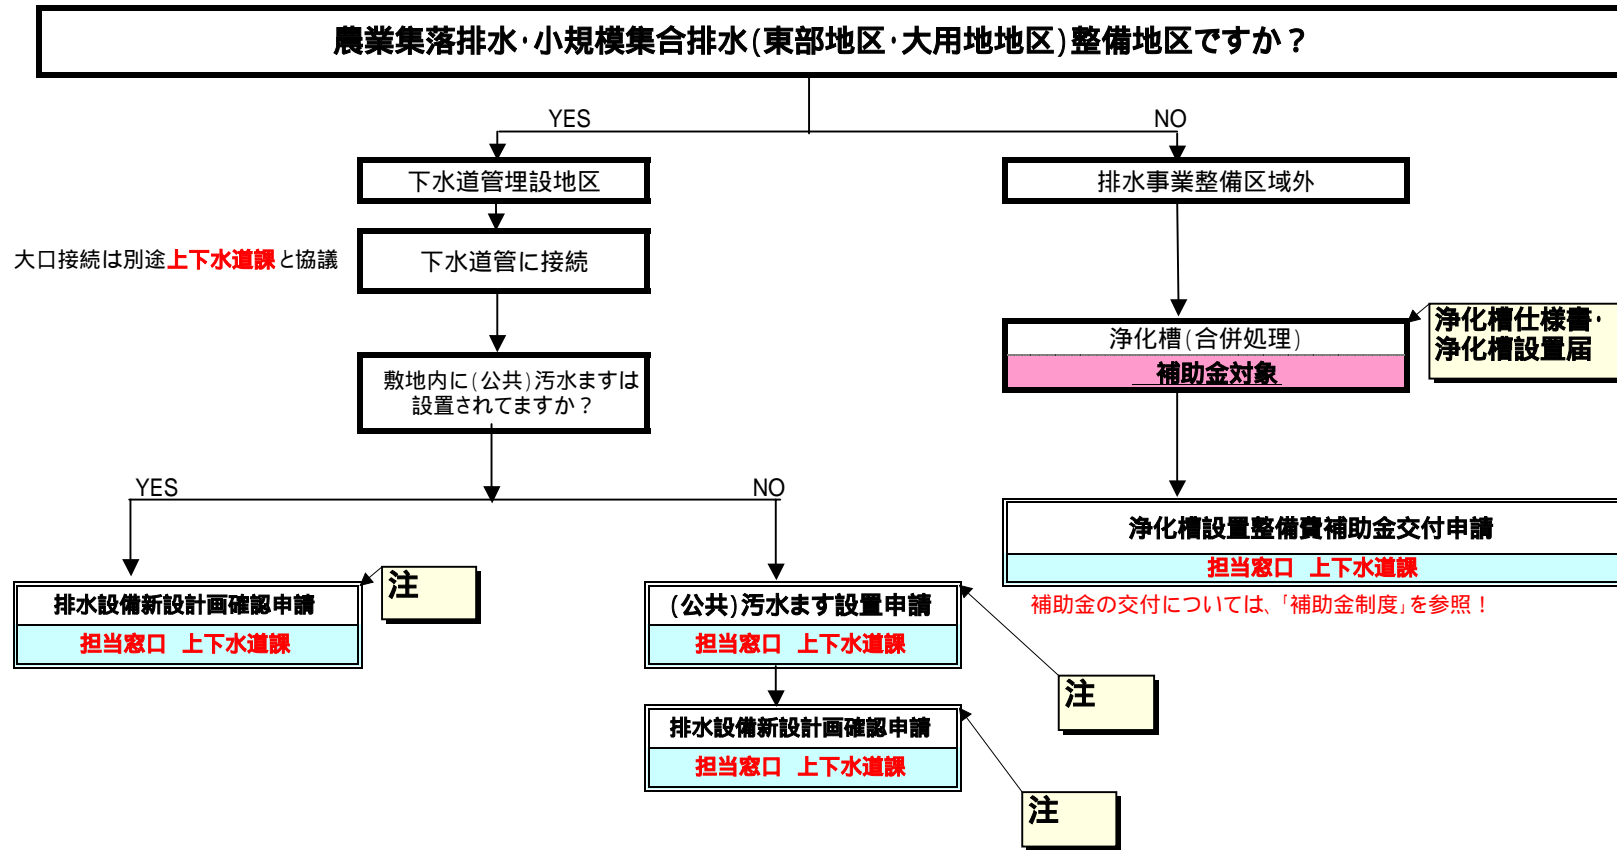 農業集落排水・小規模集合排水(東部地区・大用地地区)整備地区ですか？
YES
NO
下水道管埋設地区
排水事業整備区域外
大口接続は別途上下水道課と協議
下水道管に接続
浄化槽仕様書・
浄化槽設置届
浄化槽(合併処理)
補助金対象
敷地内に(公共)汚水ますは
設置されてますか？
YES
NO
浄化槽設置整備費補助金交付申請
担当窓口 上下水道課
補助金の交付については、「補助金制度」を参照！
排水設備新設計画確認申請
担当窓口 上下水道課
注
(公共)汚水ます設置申請
担当窓口 上下水道課
注
排水設備新設計画確認申請
担当窓口 上下水道課
注